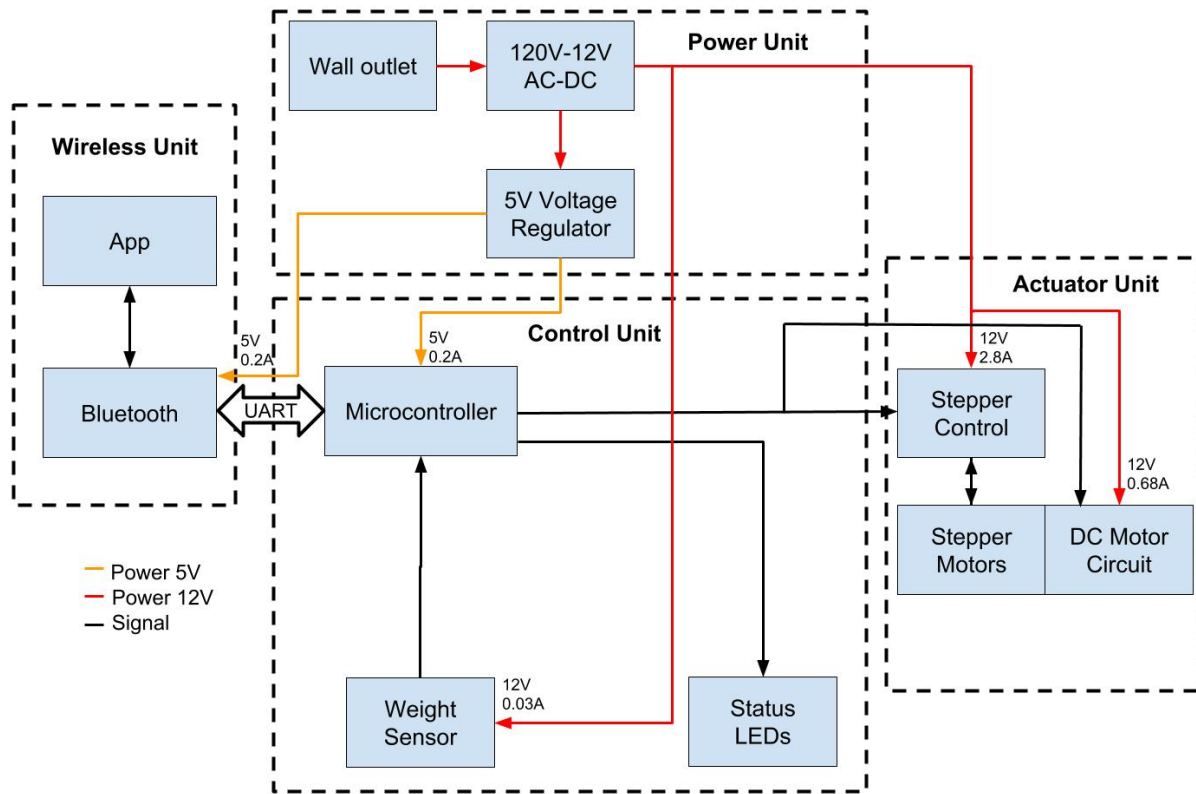 Wall outlet
120V-12V
AC-DC
Power Unit
Wireless Unit
5V Voltage
Regulator
App
Actuator Unit
5V
0.2A
Control Unit
5V
0.2A
12V
2.8A
Bluetooth
UART
Microcontroller
Stepper
Control
12V
0.68A
Stepper
Motors
DC Motor
Circuit
Power 5V
Power 12V
Signal
12V
0.03A
Weight
Sensor
Status
LEDs